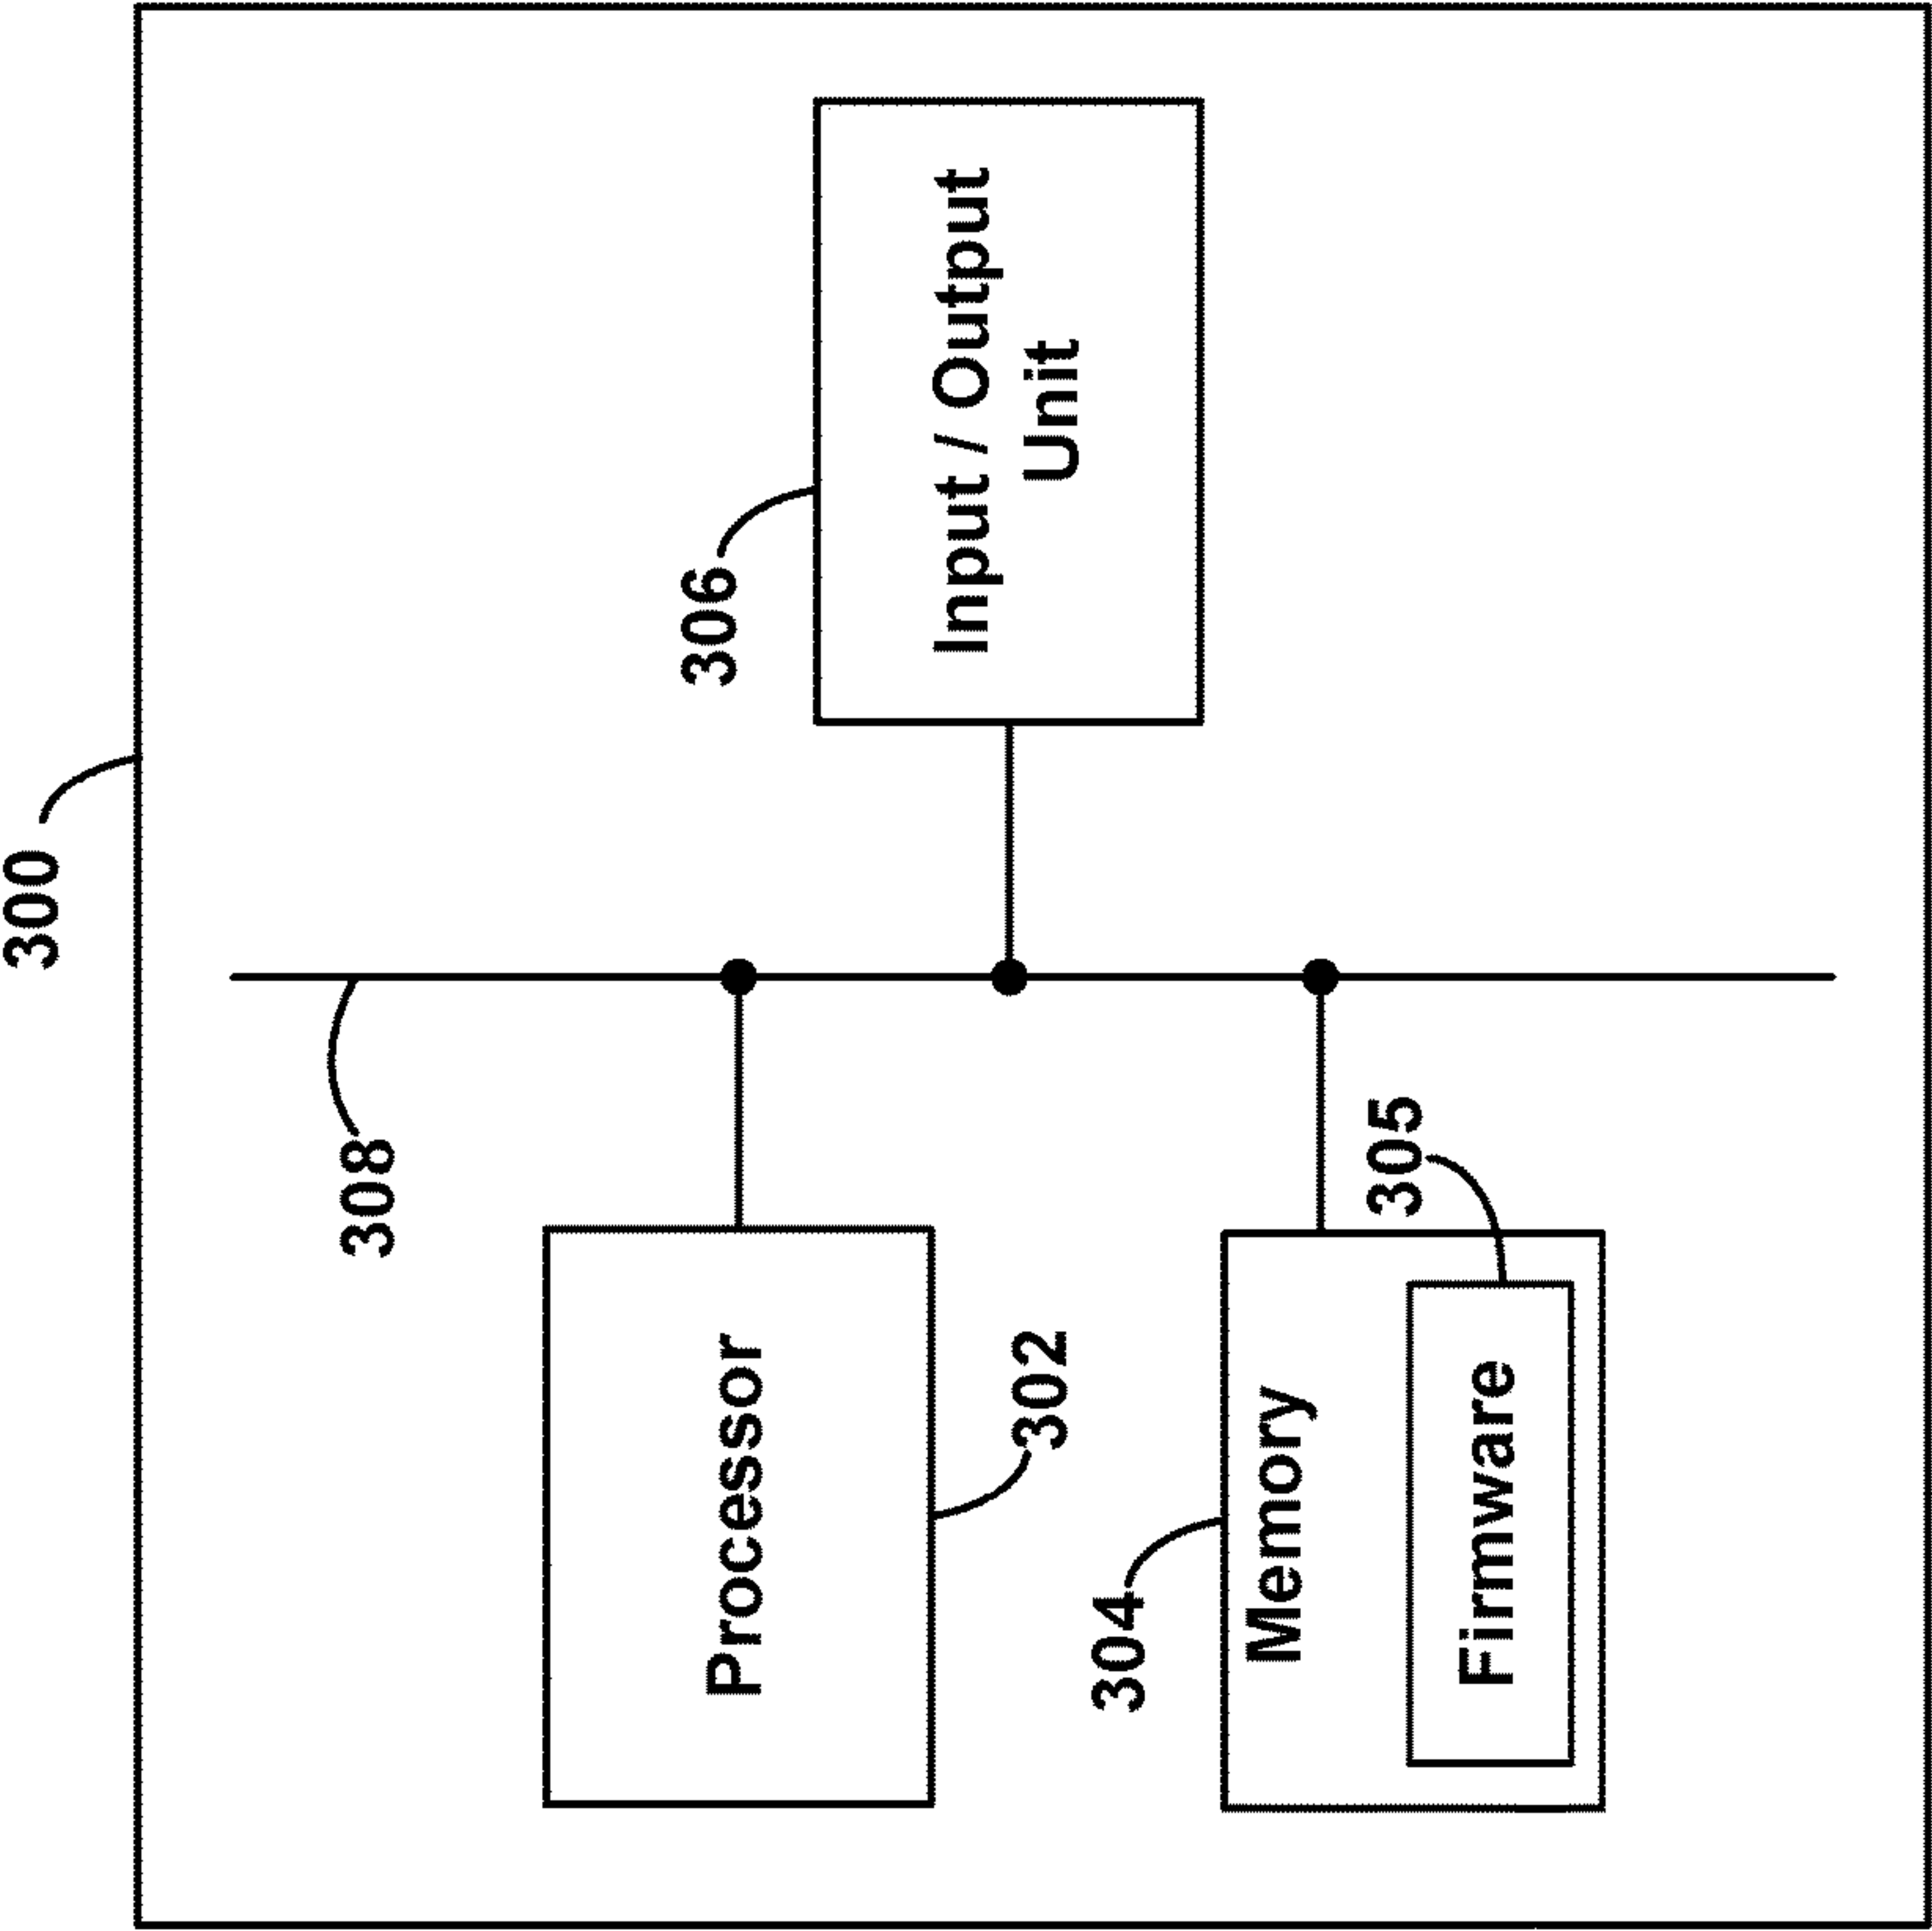 300
308
Processor
302
306
Input / Output
Unit
304
Memory
305
Firmware